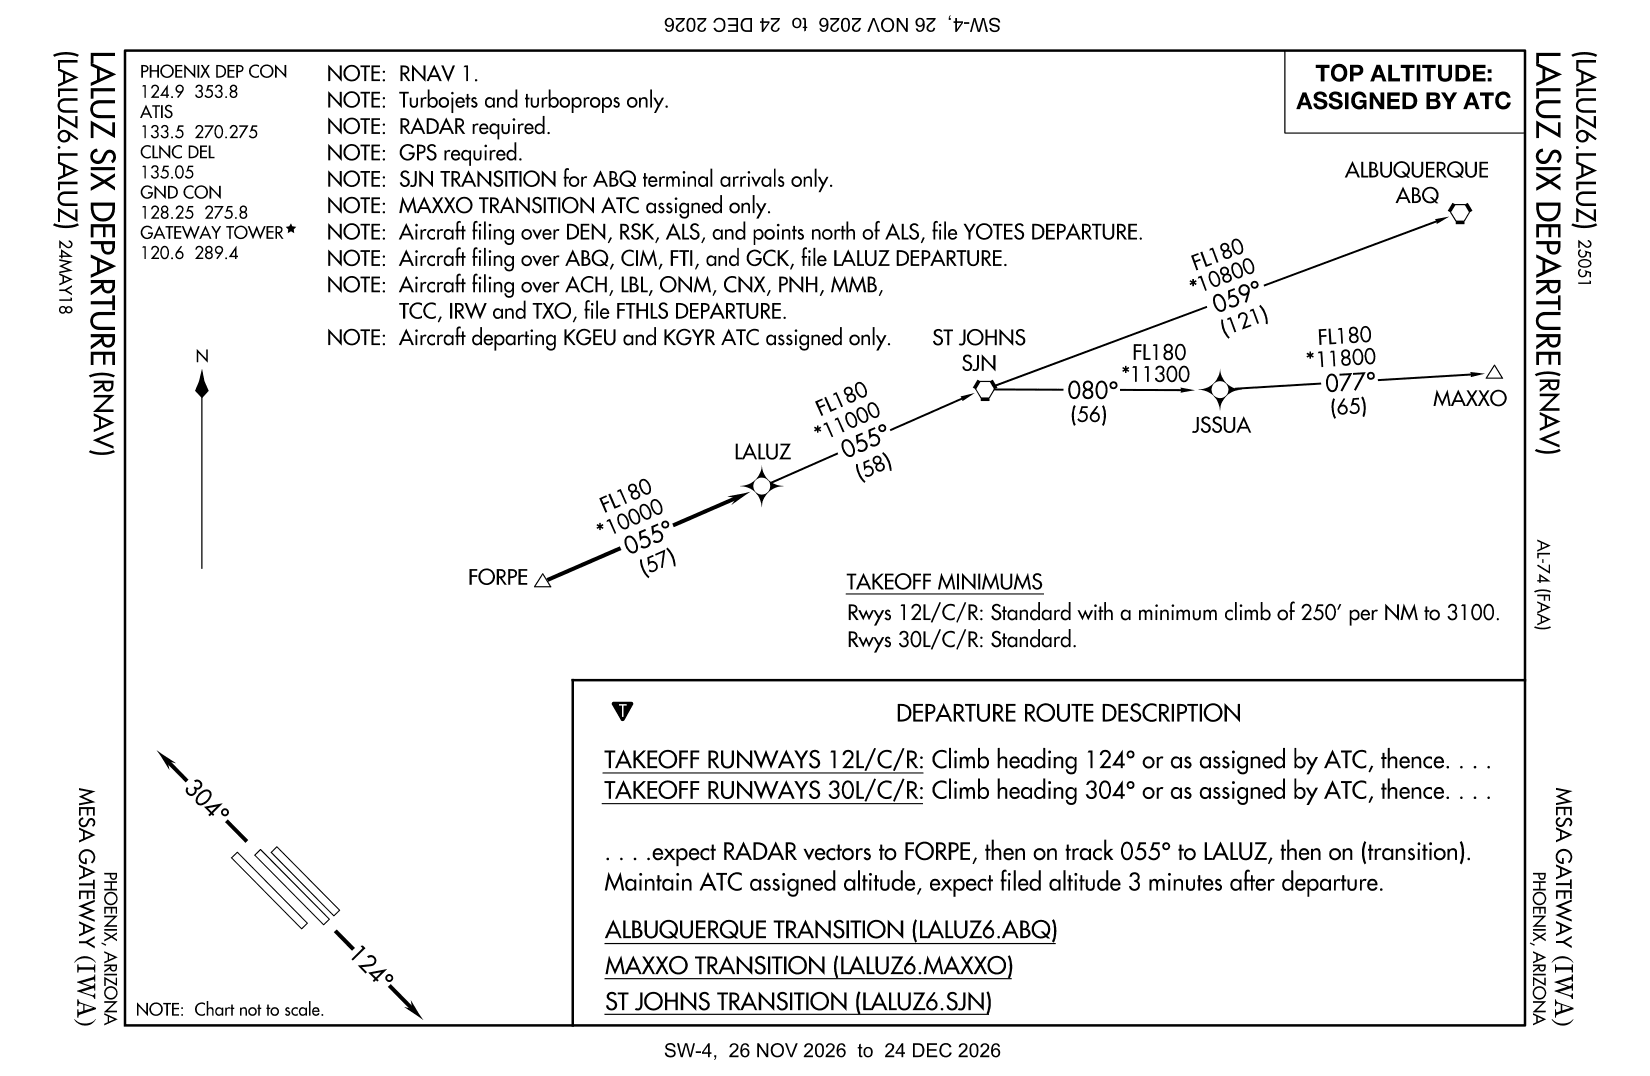 SW-4, 26 NOV 2026 to 24 DEC 2026
LALUZ SIX DEPARTURE (RNAV)
(LALUZ6.LALUZ) 24MAY18
PHOENIX DEP CON
124.9 353.8
ATIS
133.5 270.275
CLNC DEL
135.05
GND CON
128.25 275.8
GATEWAY TOWER★
120.6 289.4
NOTE: RNAV 1.
NOTE: Turbojets and turboprops only.
NOTE: RADAR required.
NOTE: GPS required.
NOTE: SJN TRANSITION for ABQ terminal arrivals only.
NOTE: MAXXO TRANSITION ATC assigned only.
NOTE: Aircraft filing over DEN, RSK, ALS, and points north of ALS, file YOTES DEPARTURE.
NOTE: Aircraft filing over ABQ, CIM, FTI, and GCK, file LALUZ DEPARTURE.
NOTE: Aircraft filing over ACH, LBL, ONM, CNX, PNH, MMB,
TCC, IRW and TXO, file FTHLS DEPARTURE.
NOTE: Aircraft departing KGEU and KGYR ATC assigned only.
TOP ALTITUDE:
ASSIGNED BY ATC
(LALUZ6.LALUZ) 25051
LALUZ SIX DEPARTURE (RNAV)
AL-74 (FAA)
N
ALBUQUERQUE
ABQ
FL180
*10800
059°
(121)
ST JOHNS
SJN
FL180
*11300
080°
(56)
JSSUA
FL180
*11800
077°
(65)
MAXXO
FL180
*11000
055°
(58)
LALUZ
FL180
*10000
055°
(57)
FORPE
TAKEOFF MINIMUMS
Rwys 12L/C/R: Standard with a minimum climb of 250' per NM to 3100.
Rwys 30L/C/R: Standard.
T
DEPARTURE ROUTE DESCRIPTION
TAKEOFF RUNWAYS 12L/C/R: Climb heading 124° or as assigned by ATC, thence. . . .
TAKEOFF RUNWAYS 30L/C/R: Climb heading 304° or as assigned by ATC, thence. . . .
. . . .expect RADAR vectors to FORPE, then on track 055° to LALUZ, then on (transition).
Maintain ATC assigned altitude, expect filed altitude 3 minutes after departure.
ALBUQUERQUE TRANSITION (LALUZ6.ABQ)
MAXXO TRANSITION (LALUZ6.MAXXO)
ST JOHNS TRANSITION (LALUZ6.SJN)
304°
124°
NOTE: Chart not to scale.
PHOENIX, ARIZONA
MESA GATEWAY (IWA)
MESA GATEWAY (IWA)
PHOENIX, ARIZONA
SW-4, 26 NOV 2026 to 24 DEC 2026